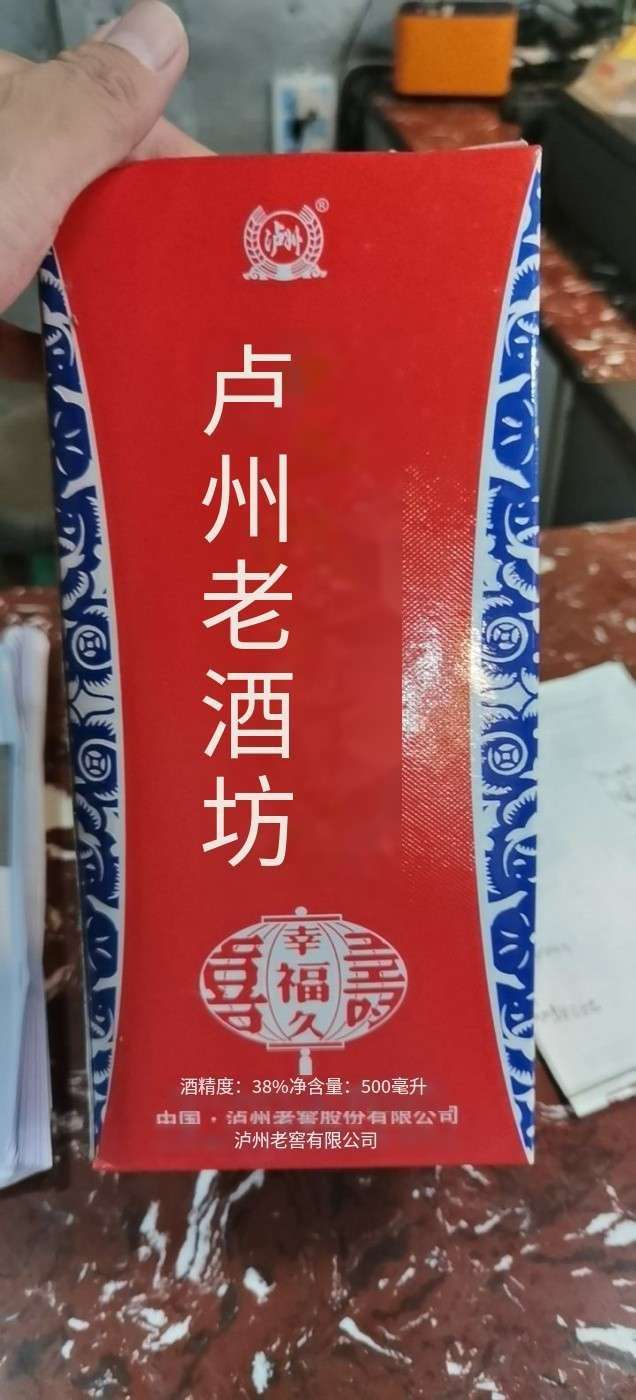 泸州
®
卢州老酒坊
幸福久
酒精度：38%净含量：500毫升
中国·泸州老窖股份有限公司
泸州老窖有限公司